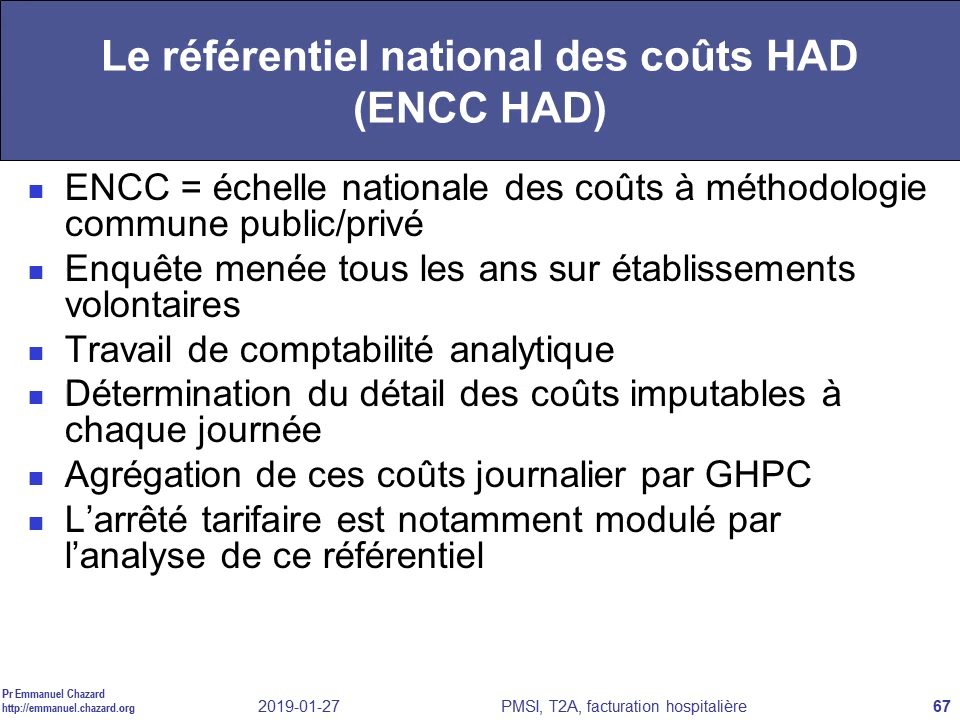 Le référentiel national des coûts HAD
(ENCC HAD)
ENCC = échelle nationale des coûts à méthodologie
commune public/privé
Enquête menée tous les ans sur établissements
volontaires
Travail de comptabilité analytique
Détermination du détail des coûts imputables à
chaque journée
Agrégation de ces coûts journalier par GHPC
L’arrêté tarifaire est notamment modulé par
l’analyse de ce référentiel
Pr Emmanuel Chazard
http://emmanuel.chazard.org
2019-01-27
PMSI, T2A, facturation hospitalière
67